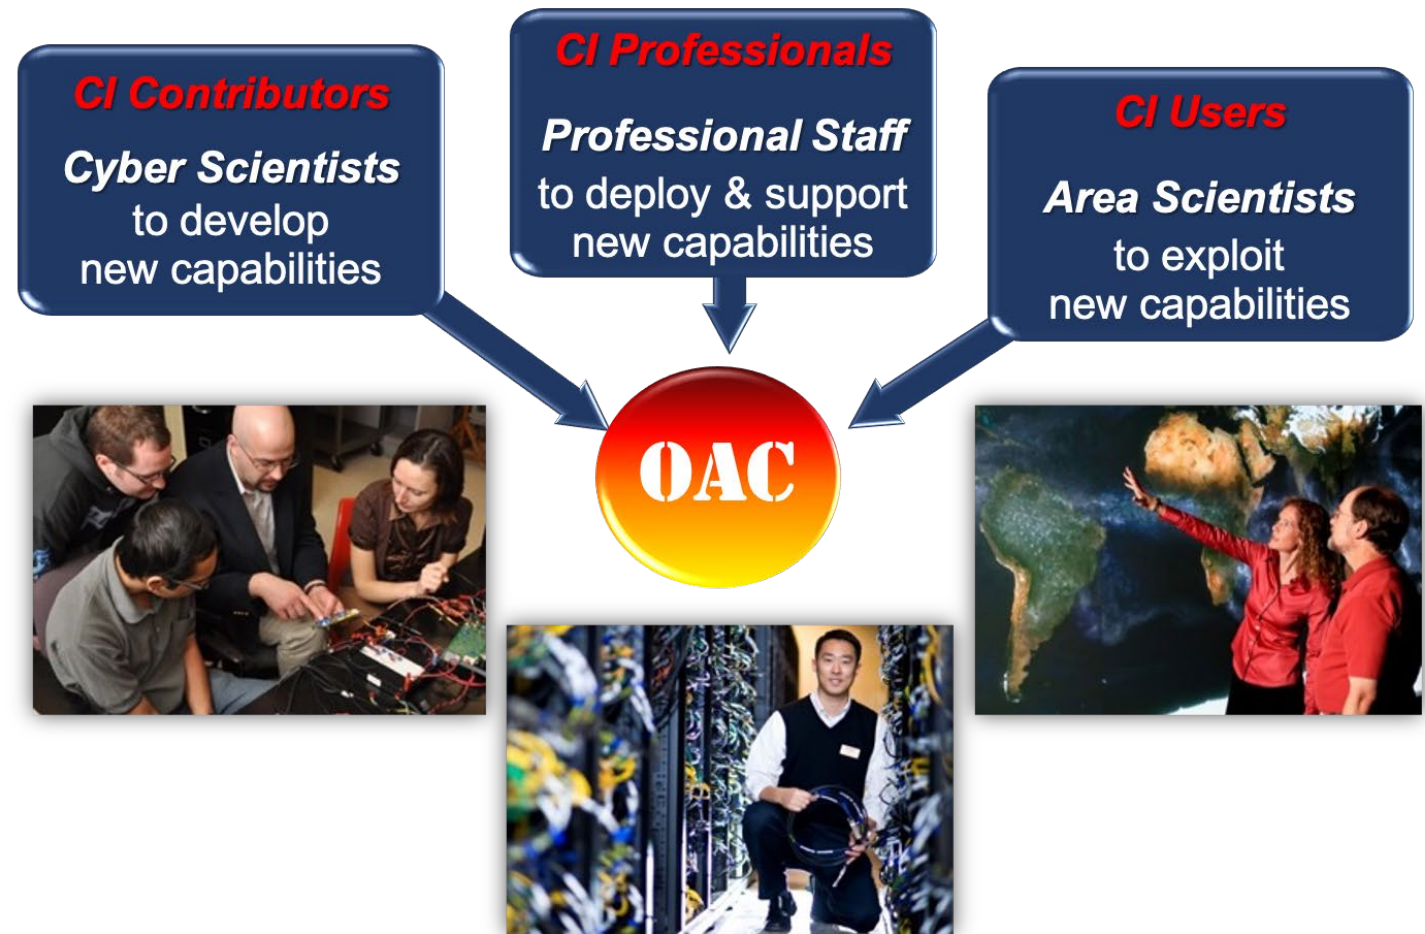 CI Contributors
Cyber Scientists
to develop
new capabilities
CI Professionals
Professional Staff
to deploy & support
new capabilities
CI Users
Area Scientists
to exploit
new capabilities
OAC